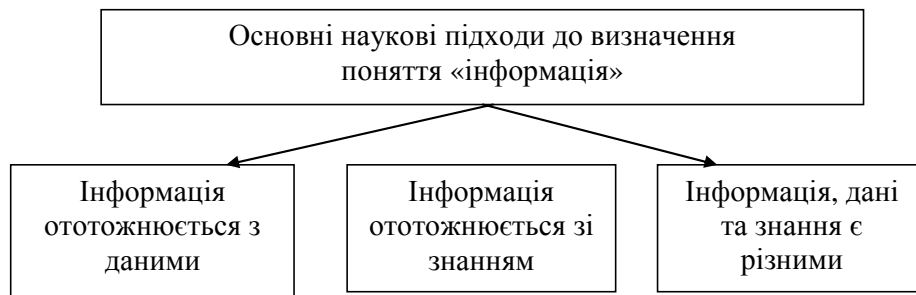 Основні наукові підходи до визначення
поняття «інформація»
Інформація
ототожнюється з
даними
Інформація
ототожнюється зі
знанням
Інформація, дані
та знання є
різними